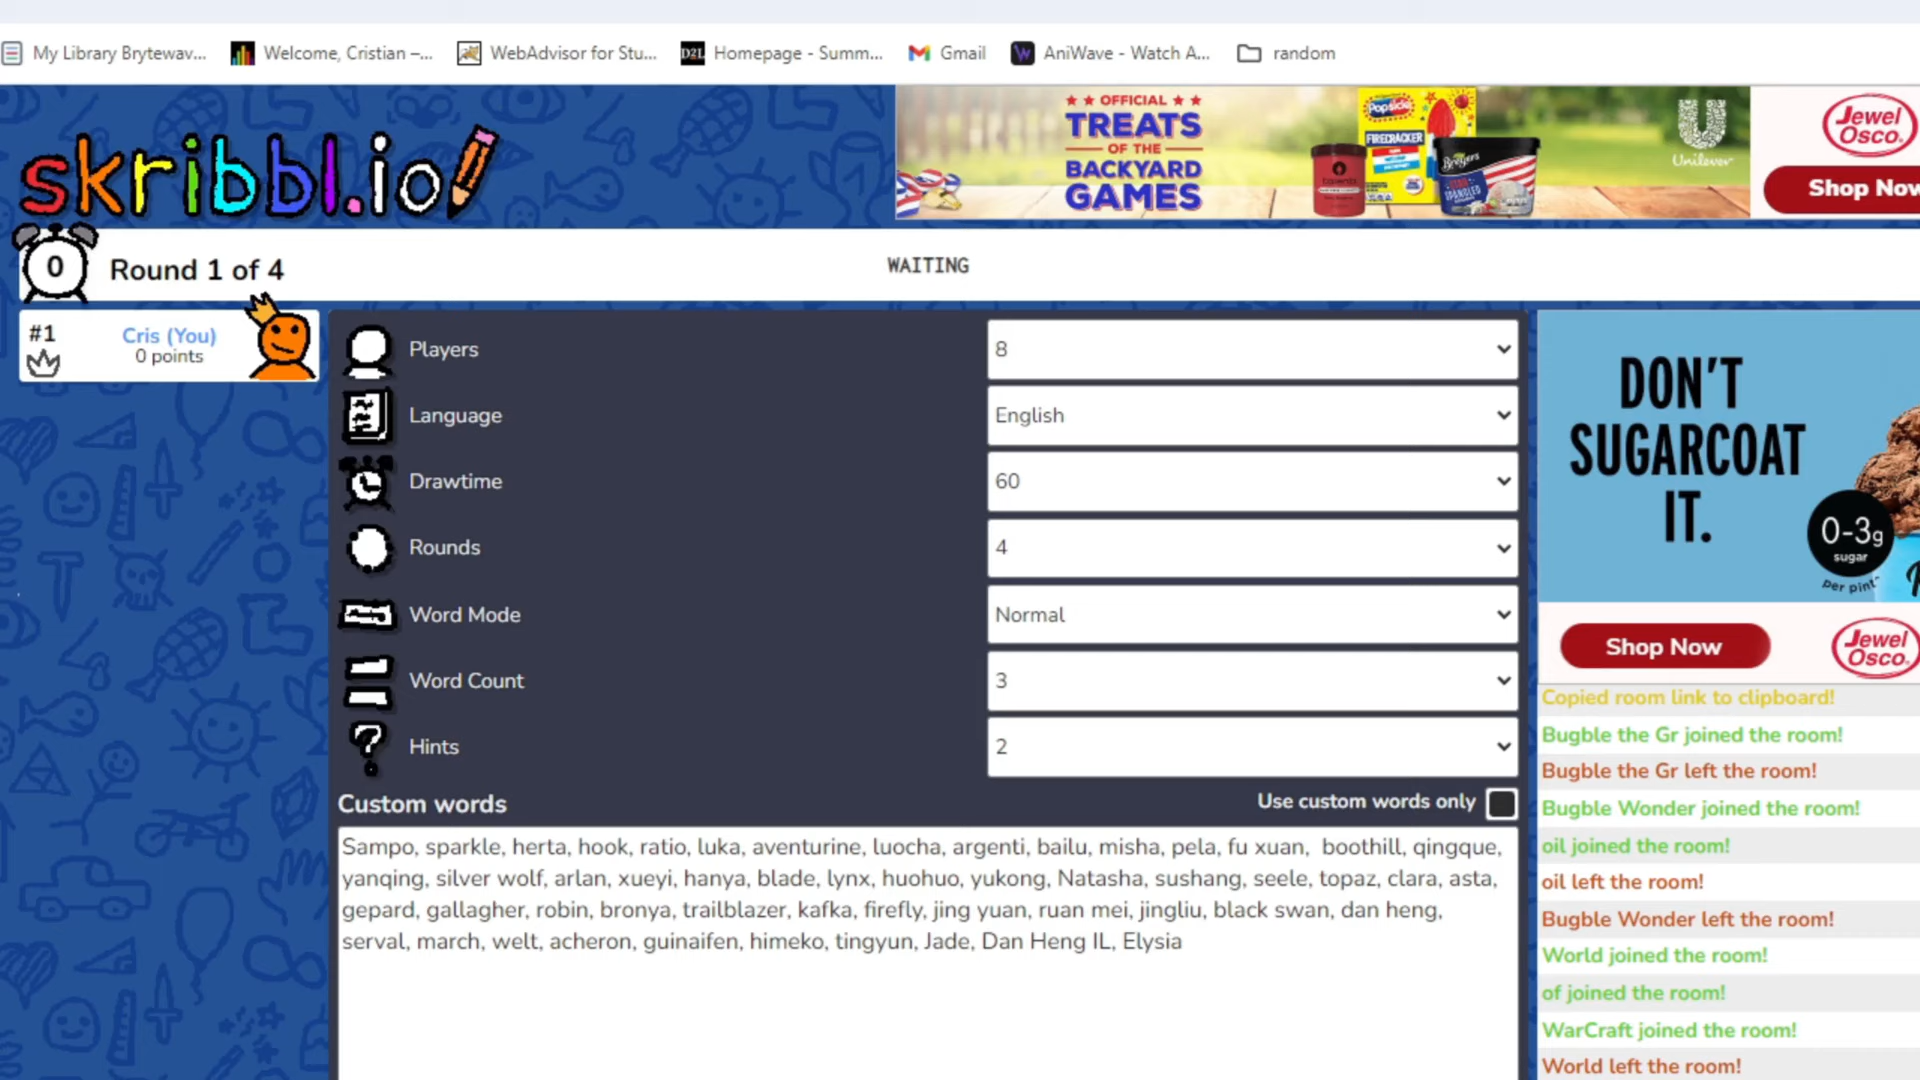 My Library Brytewav...
Welcome, Cristian –...
WebAdvisor for Stu...
D2L
Homepage - Summ...
Gmail
AniWave - Watch A...
random
skribbl.io
★ ★ OFFICIAL ★ ★
TREATS
OF THE
BACKYARD
GAMES
Popsicle
FIRECRACKER
Breyers
Unilever
Jewel
Osco.
Shop Now
0
Round 1 of 4
WAITING
#1
Cris (You)
0 points
Players
8
Language
English
Drawtime
60
Rounds
4
Word Mode
Normal
Word Count
3
Hints
2
Custom words
Use custom words only
Sampo, sparkle, herta, hook, ratio, luka, aventurine, luocha, argenti, bailu, misha, pela, fu xuan,  boothill, qingque,
yanqing, silver wolf, arlan, xueyi, hanya, blade, lynx, huohuo, yukong, Natasha, sushang, seele, topaz, clara, asta,
gepard, gallagher, robin, bronya, trailblazer, kafka, firefly, jing yuan, ruan mei, jingliu, black swan, dan heng,
serval, march, welt, acheron, guinaifen, himeko, tingyun, Jade, Dan Heng IL, Elysia
DON'T
SUGARCOAT
IT.
0-3g
sugar
per pint
Shop Now
Jewel
Osco.
Copied room link to clipboard!
Bugble the Gr joined the room!
Bugble the Gr left the room!
Bugble Wonder joined the room!
oil joined the room!
oil left the room!
Bugble Wonder left the room!
World joined the room!
of joined the room!
WarCraft joined the room!
World left the room!